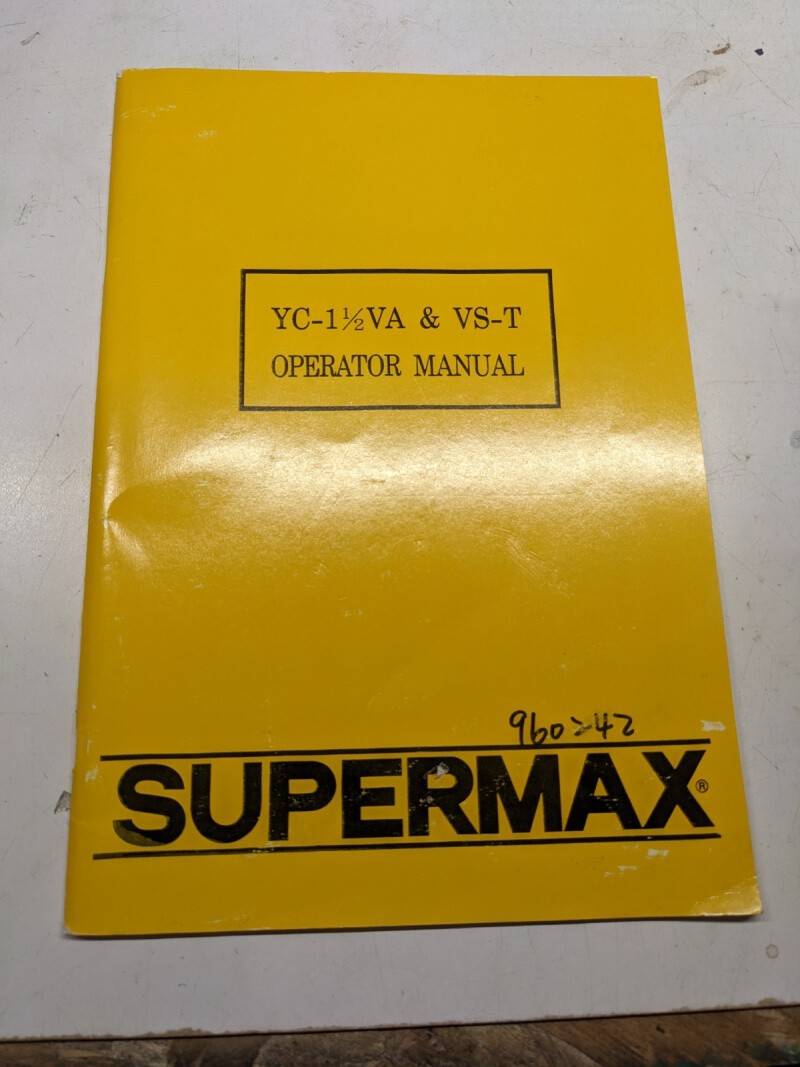 YC-1½VA & VS-T
OPERATOR MANUAL
960242
SUPERMAX®